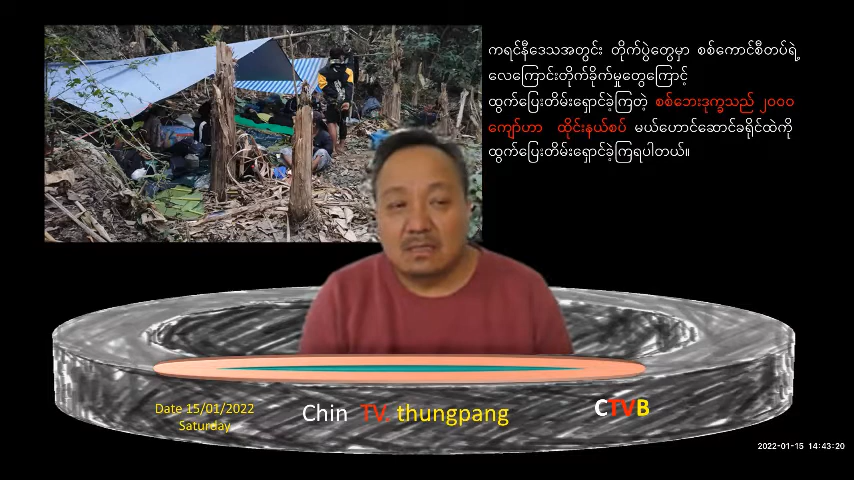 ကရင်နီဒေသအတွင်း တိုက်ပွဲတွေမှာ စစ်ကောင်စီတပ်ရဲ့
လေကြောင်းတိုက်ခိုက်မှုတွေကြောင့်
ထွက်ပြေးတိမ်းရှောင်ခဲ့ကြတဲ့ စစ်ဘေးဒုက္ခသည် ၂၀၀၀
ကျော်ဟာ ထိုင်းနယ်စပ် မယ်ဟောင်ဆောင်ခရိုင်ထဲကို
ထွက်ပြေးတိမ်းရှောင်ခဲ့ကြရပါတယ်။
Date 15/01/2022
Saturday
Chin TV. thungpang
CTVB
2022-01-15 14:43:20